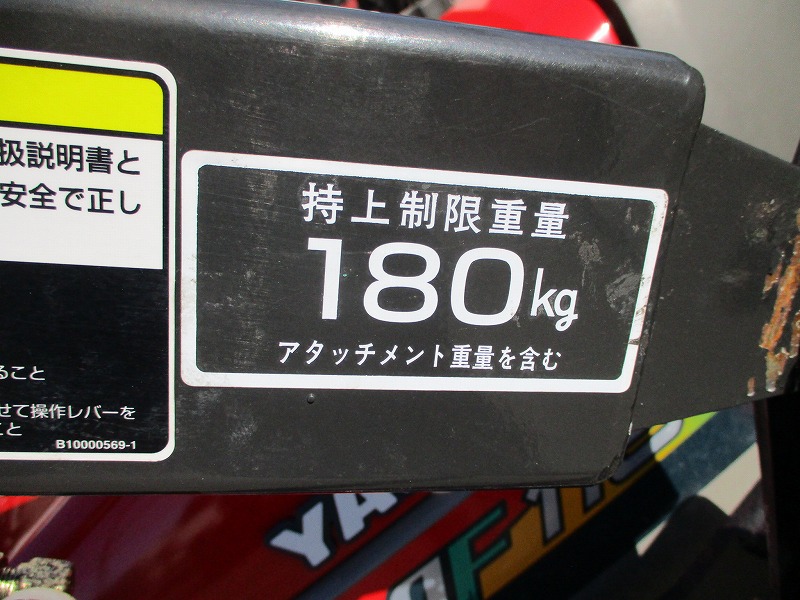 扱説明書と
安全で正し
ること
せて操作レバーを
こと
B10000569-1
持上制限重量
180kg
アタッチメント重量を含む
YA
F